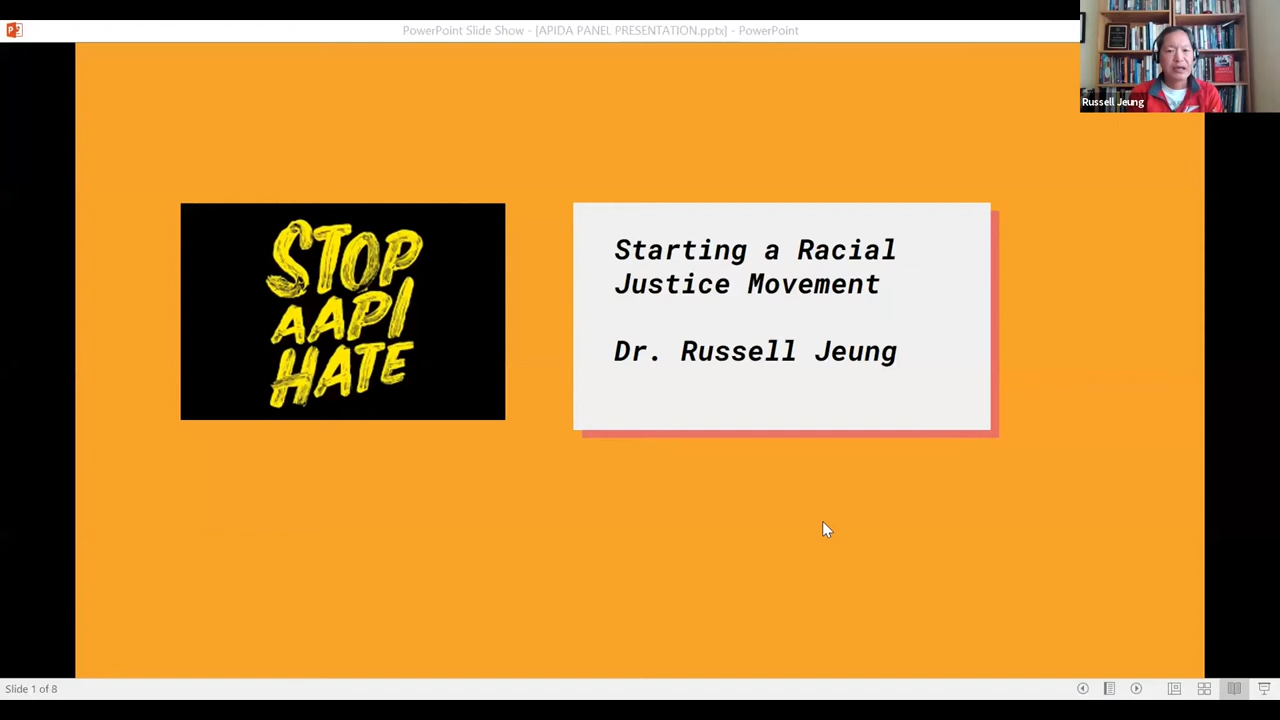 PowerPoint Slide Show - [APIDA PANEL PRESENTATION.pptx] - PowerPoint
Russell Jeung
STOP
AAPI
HATE
Starting a Racial
Justice Movement
Dr. Russell Jeung
Slide 1 of 8